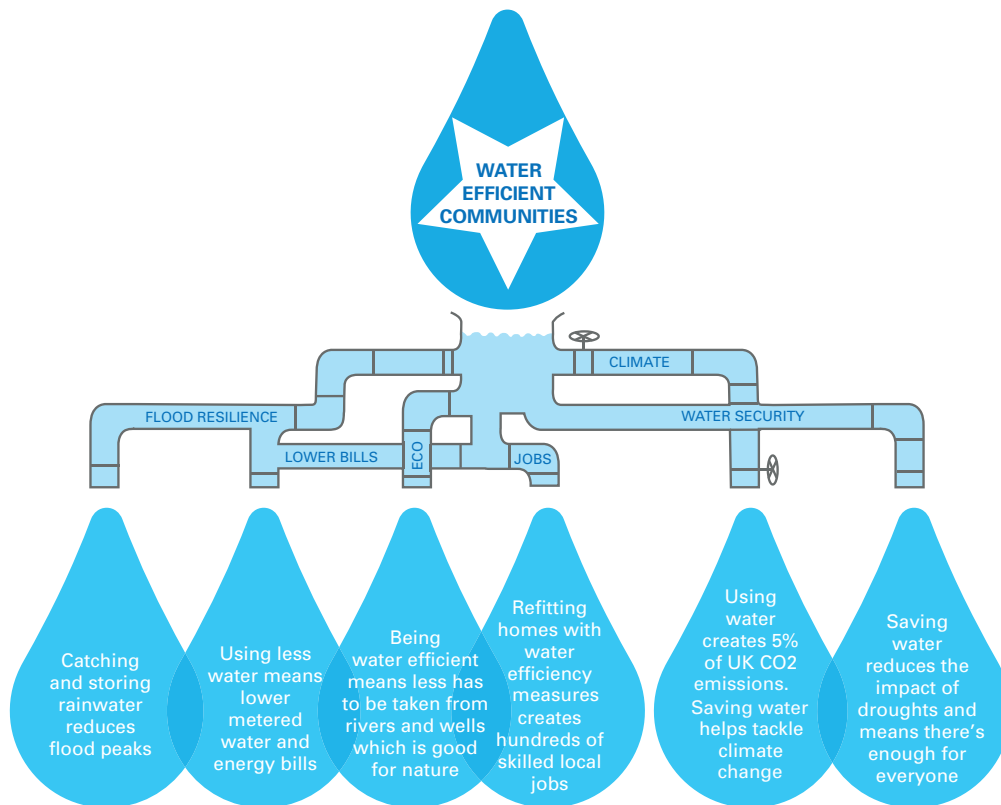 WATER
EFFICIENT
COMMUNITIES
CLIMATE
FLOOD RESILIENCE
WATER SECURITY
LOWER BILLS
ECO
JOBS
Catching
and storing
rainwater
reduces
flood peaks
Using less
water means
lower
metered
water and
energy bills
Being
water efficient
means less has
to be taken from
rivers and wells
which is good
for nature
Refitting
homes with
water
efficiency
measures
creates
hundreds of
skilled local
jobs
Using
water
creates 5%
of UK CO2
emissions.
Saving water
helps tackle
climate
change
Saving
water
reduces the
impact of
droughts and
means there's
enough for
everyone